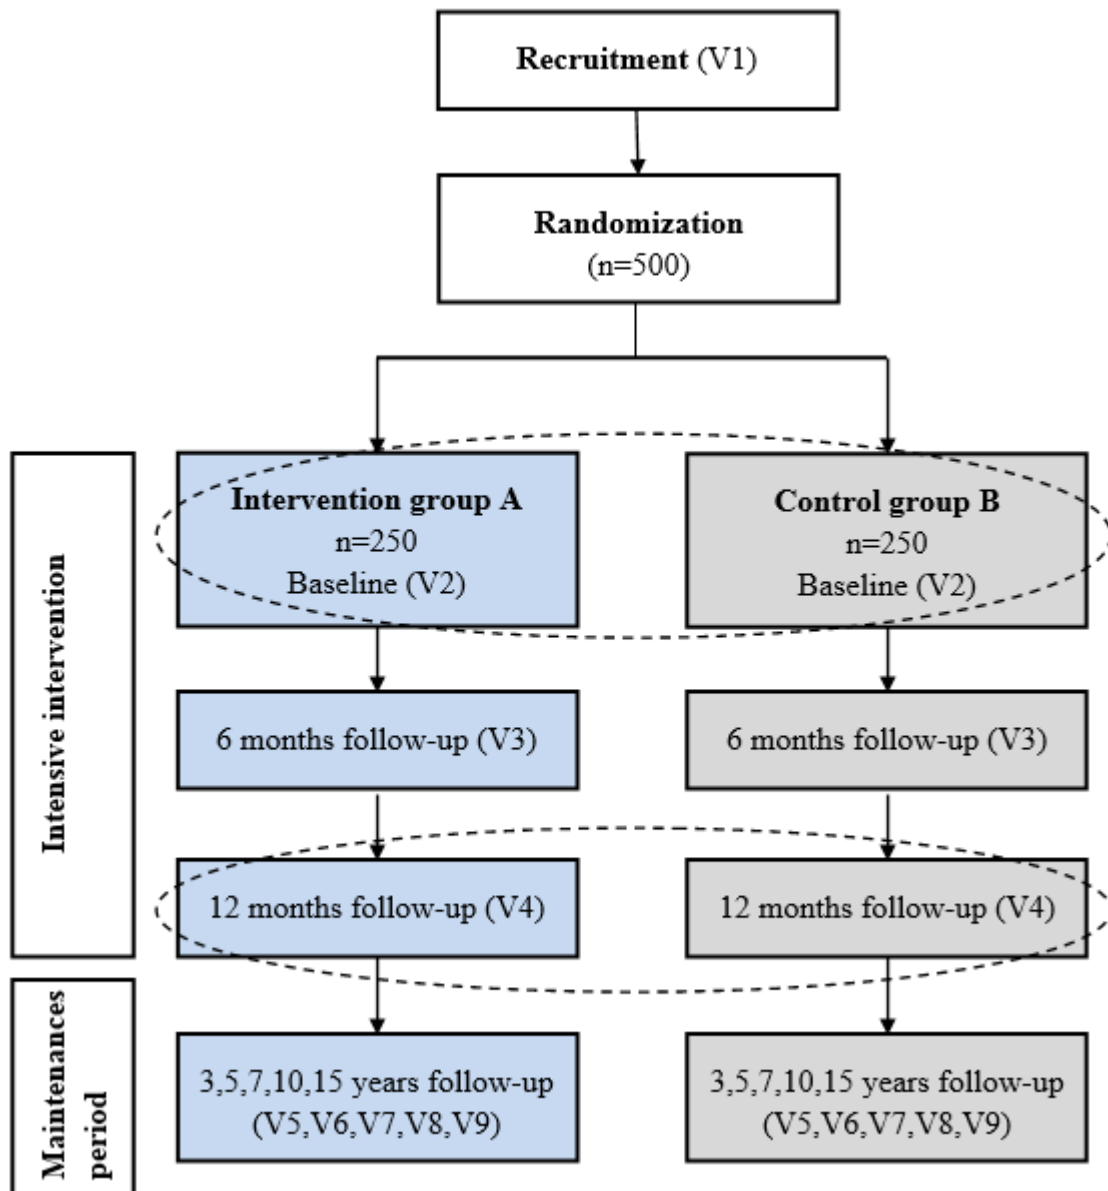 Recruitment (V1)
Randomization
(n=500)
Intensive intervention
Intervention group A
n=250
Baseline (V2)
Control group B
n=250
Baseline (V2)
6 months follow-up (V3)
6 months follow-up (V3)
12 months follow-up (V4)
12 months follow-up (V4)
Maintenances
period
3,5,7,10,15 years follow-up
(V5,V6,V7,V8,V9)
3,5,7,10,15 years follow-up
(V5,V6,V7,V8,V9)